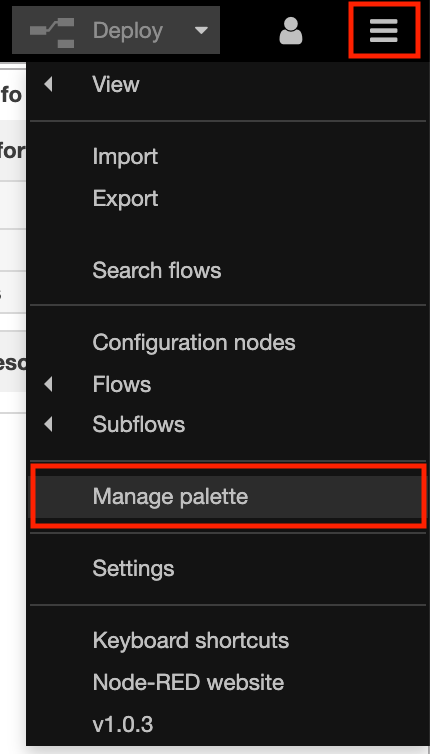 Deploy
fo
View
for
Import
Export
Search flows
Configuration nodes
esc
Flows
Subflows
Manage palette
Settings
Keyboard shortcuts
Node-RED website
v1.0.3